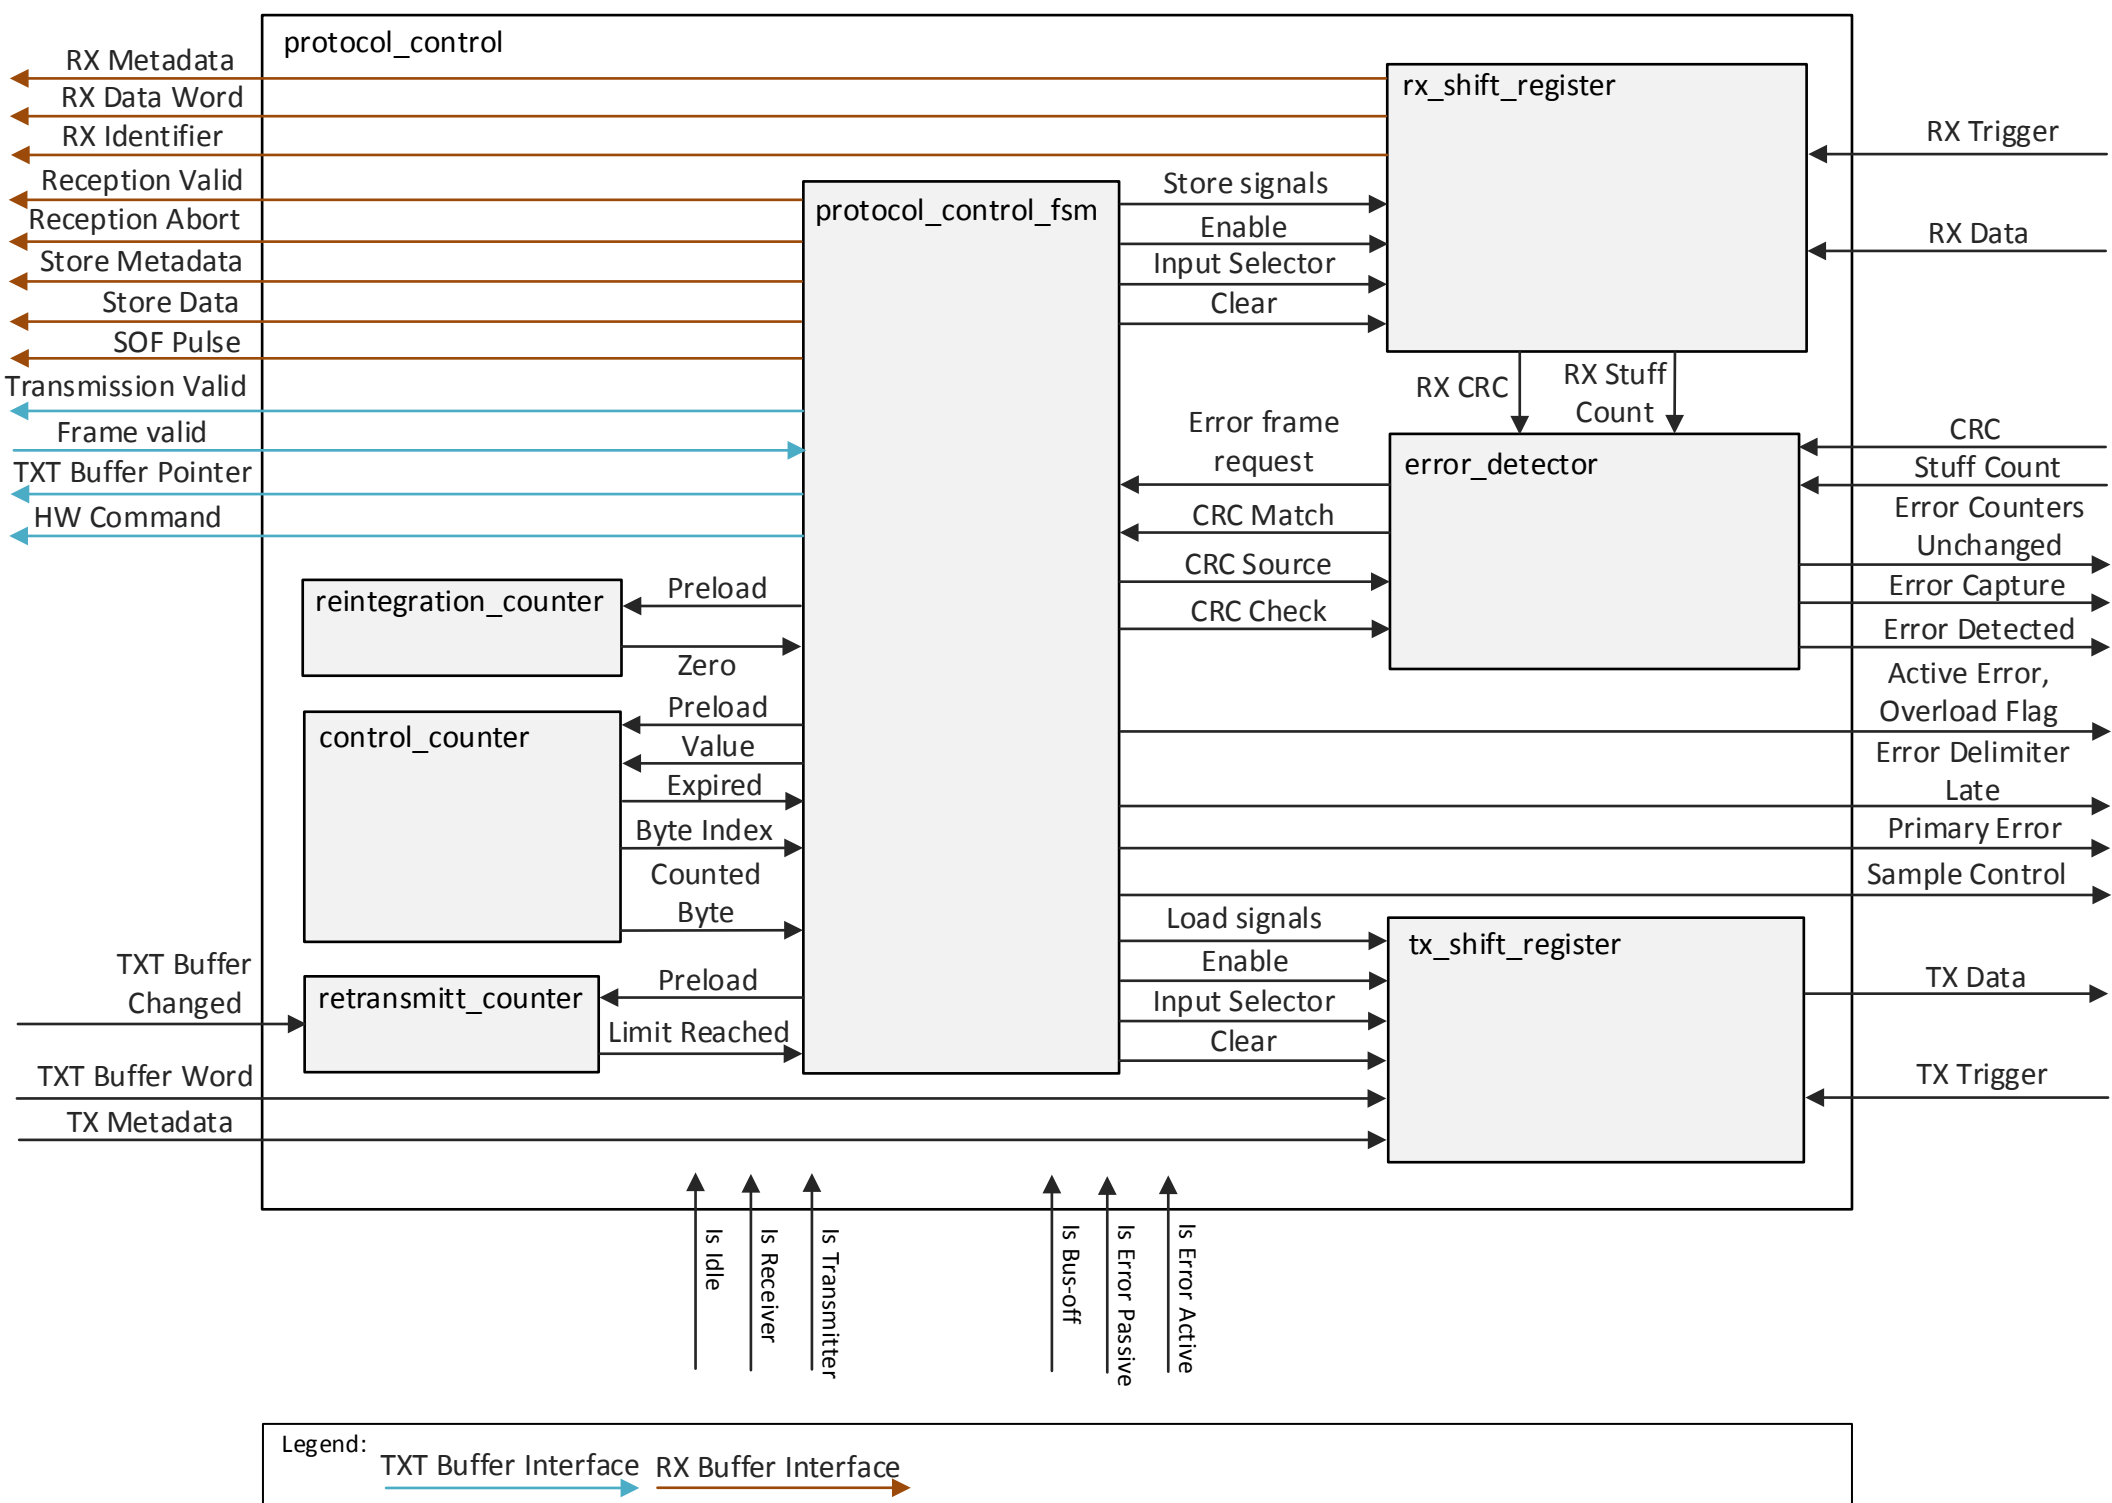 protocol_control
RX Metadata
RX Data Word
RX Identifier
Reception Valid
Reception Abort
Store Metadata
Store Data
SOF Pulse
Transmission Valid
Frame valid
TXT Buffer Pointer
HW Command
reintegration_counter
Preload
Zero
control_counter
Preload
Value
Expired
Byte Index
Counted
Byte
TXT Buffer
Changed
retransmitt_counter
Preload
Limit Reached
TXT Buffer Word
TX Metadata
protocol_control_fsm
Store signals
Enable
Input Selector
Clear
rx_shift_register
RX Trigger
RX Data
RX CRC
RX Stuff
Count
Error frame
request
CRC Match
CRC Source
CRC Check
error_detector
CRC
Stuff Count
Error Counters
Unchanged
Error Capture
Error Detected
Active Error,
Overload Flag
Error Delimiter
Late
Primary Error
Sample Control
Load signals
Enable
Input Selector
Clear
tx_shift_register
TX Data
TX Trigger
Is Idle
Is Receiver
Is Transmitter
Is Bus-off
Is Error Passive
Is Error Active
Legend:
TXT Buffer Interface
RX Buffer Interface